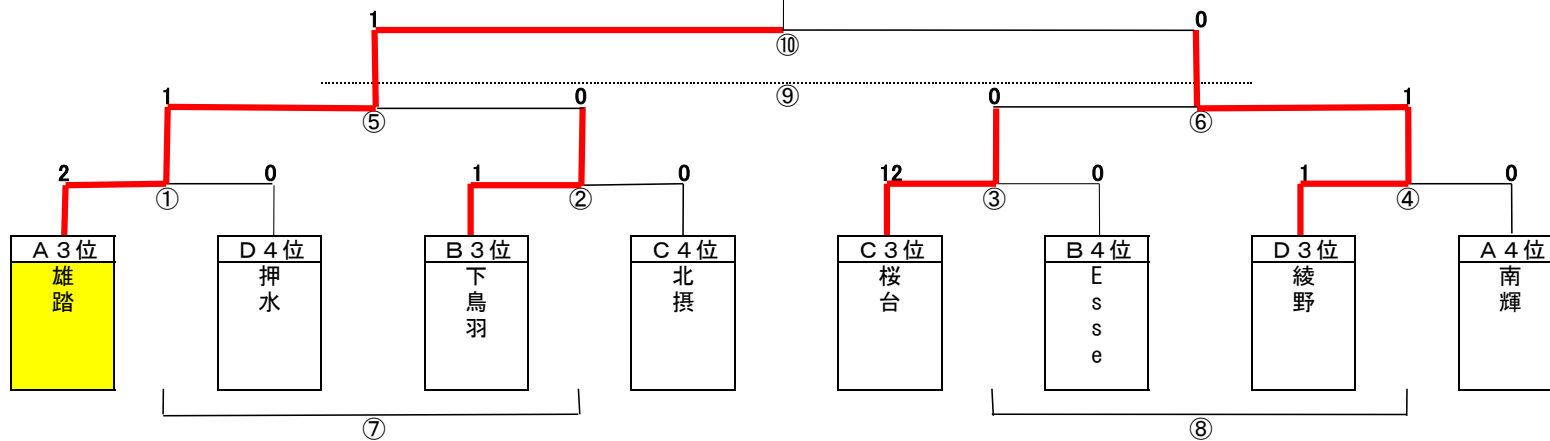 1 0
⑩
1 0 ⑨ 0 1
⑤ ⑥
2 0 1 0 12 0 1 0
① ② ③ ④
A3位 D4位 B3位 C4位 C3位 B4位 D3位 A4位
雄踏 押水 下鳥羽 北摂 桜台 Esse 綾野 南輝
⑦ ⑧